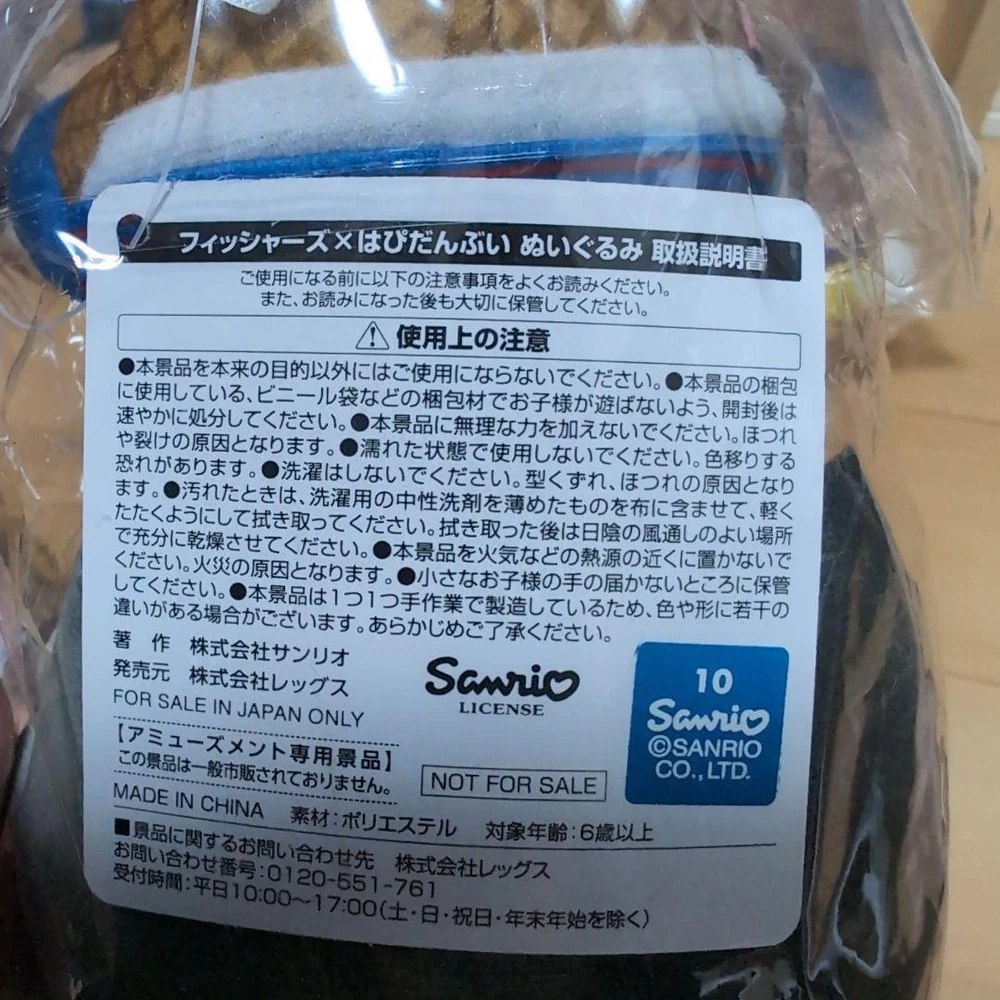 フィッシャーズ×はぴだんぶい ぬいぐるみ 取扱説明書
ご使用になる前に以下の注意事項をよくお読みください。
また、お読みになった後も大切に保管してください。
使用上の注意
●本景品を本来の目的以外にはご使用にならないでください。●本景品の梱包
に使用している、ビニール袋などの梱包材でお子様が遊ばないよう、開封後は
速やかに処分してください。●本景品に無理な力を加えないでください。ほつれ
や裂けの原因となります。●濡れた状態で使用しないでください。色移りする
恐れがあります。●洗濯はしないでください。型くずれ、ほつれの原因となり
ます。●汚れたときは、洗濯用の中性洗剤を薄めたものを布に含ませて、軽く
たたくようにして拭き取ってください。拭き取った後は日陰の風通しのよい場所
で充分に乾燥させてください。●本景品を火気などの熱源の近くに置かないで
ください。火災の原因となります。●小さなお子様の手の届かないところに保管
してください。●本景品は1つ1つ手作業で製造しているため、色や形に若干の
違いがある場合がございます。あらかじめご了承ください。
著 作 株式会社サンリオ
発売元 株式会社レッグス
FOR SALE IN JAPAN ONLY
Sanrio
LICENSE
10
Sanrio
©SANRIO
CO., LTD.
【アミューズメント専用景品】
この景品は一般市販されておりません。
NOT FOR SALE
MADE IN CHINA 素材：ポリエステル 対象年齢：6歳以上
■景品に関するお問い合わせ先 株式会社レッグス
お問い合わせ番号：0120-551-761
受付時間：平日10:00～17:00（土・日・祝日・年末年始を除く）